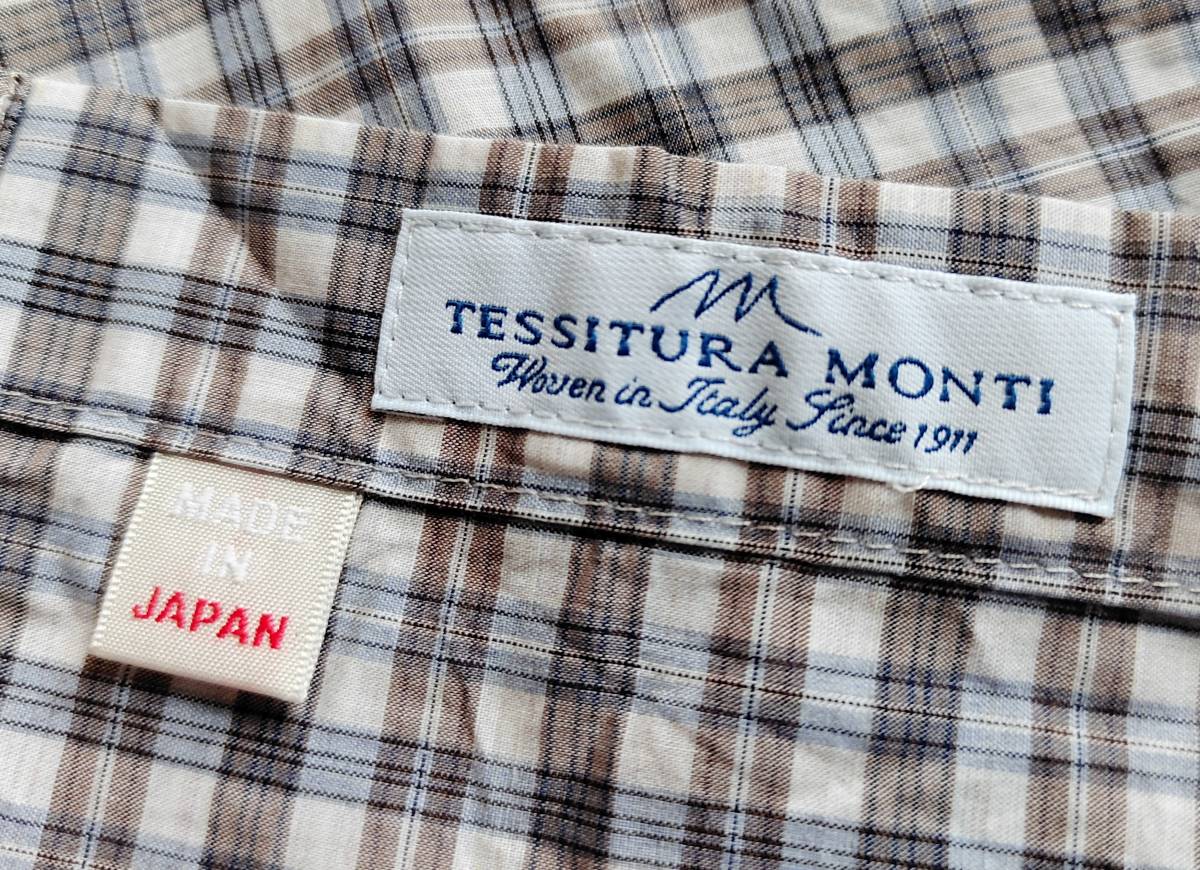 TESSITURA MONTI
Woven in Italy Since 1911
MADE
IN
JAPAN